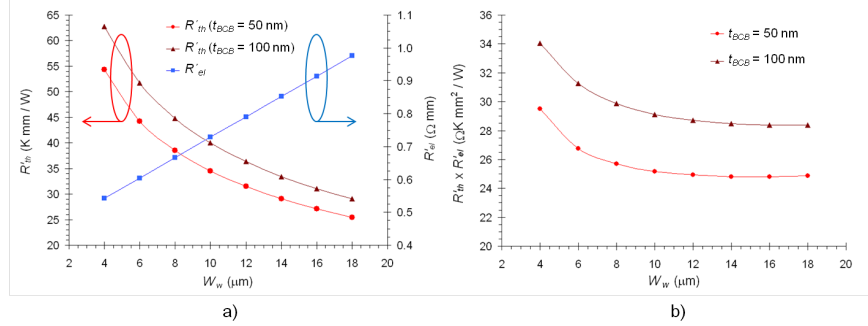 R'th (tBCB = 50 nm)
R'th (tBCB = 100 nm)
R'el
65
60
55
50
45
40
35
30
25
20
R'th (K mm / W)
1.1
1.0
0.9
0.8
0.7
0.6
0.5
0.4
R'el (Ω mm)
2 4 6 8 10 12 14 16 18 20
Ww (μm)
a)
tBCB = 50 nm
tBCB = 100 nm
36
34
32
30
28
26
24
22
20
R'th x R'el (ΩK mm² / W)
2 4 6 8 10 12 14 16 18 20
Ww (μm)
b)